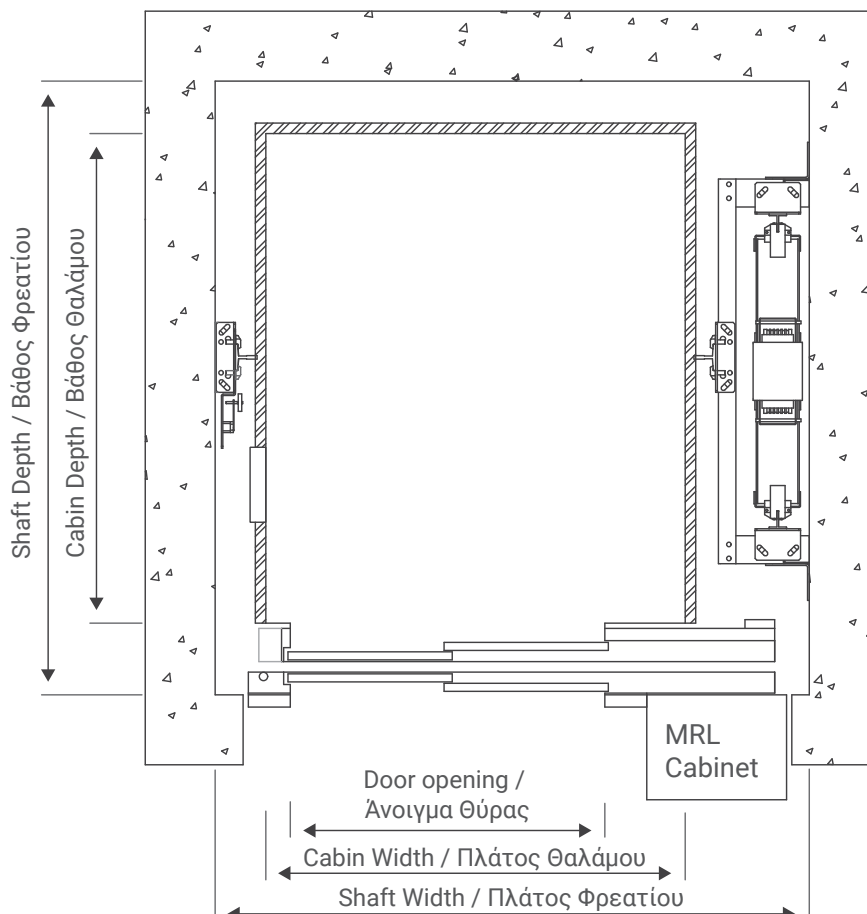 Shaft Depth / Βάθος Φρεατίου
Cabin Depth / Βάθος Θαλάμου
MRL
Cabinet
Door opening /
Άνοιγμα Θύρας
Cabin Width / Πλάτος Θαλάμου
Shaft Width / Πλάτος Φρεατίου